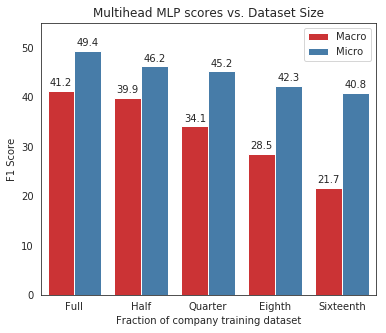 Multihead MLP scores vs. Dataset Size
Macro
Micro
F1 Score
50
40
30
20
10
0
41.2
49.4
39.9
46.2
34.1
45.2
28.5
42.3
21.7
40.8
Full
Half
Quarter
Eighth
Sixteenth
Fraction of company training dataset